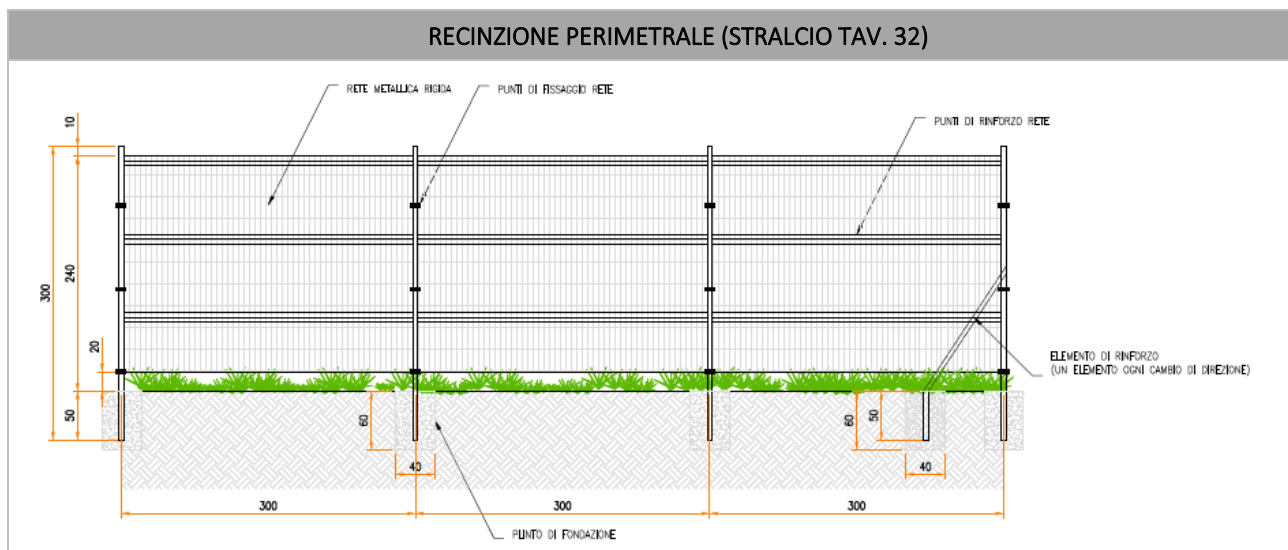 RECINZIONE PERIMETRALE (STRALCIO TAV. 32)
RETE METALLICA RIGIDA
PUNTI DI FISSAGGIO RETE
PUNTI DI RINFORZO RETE
10
300
240
20
50
ELEMENTO DI RINFORZO
(UN ELEMENTO OGNI CAMBIO DI DIREZIONE)
60
40
60
50
40
300
300
300
PUNTO DI FONDAZIONE